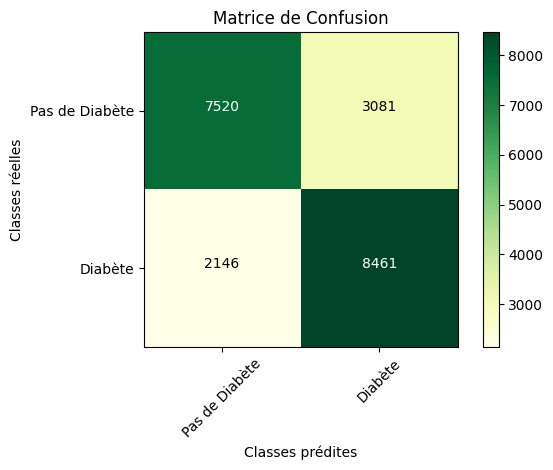 Matrice de Confusion
Classes réelles
Pas de Diabète
7520
3081
Diabète
2146
8461
Pas de Diabète
Diabète
Classes prédites
8000
7000
6000
5000
4000
3000